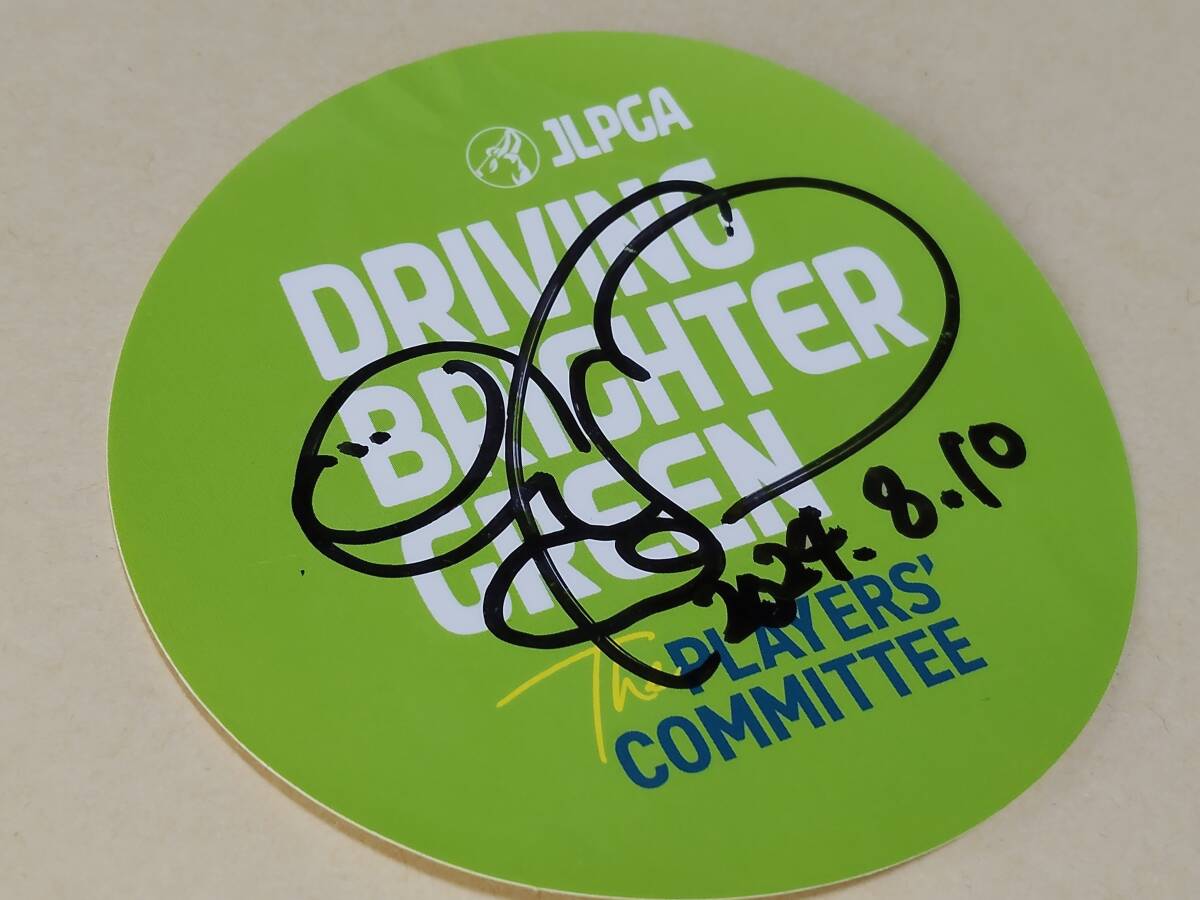 JLPGA
DRIVING
BRIGHTER
GREEN
2024.8.10
The PLAYERS'
COMMITTEE